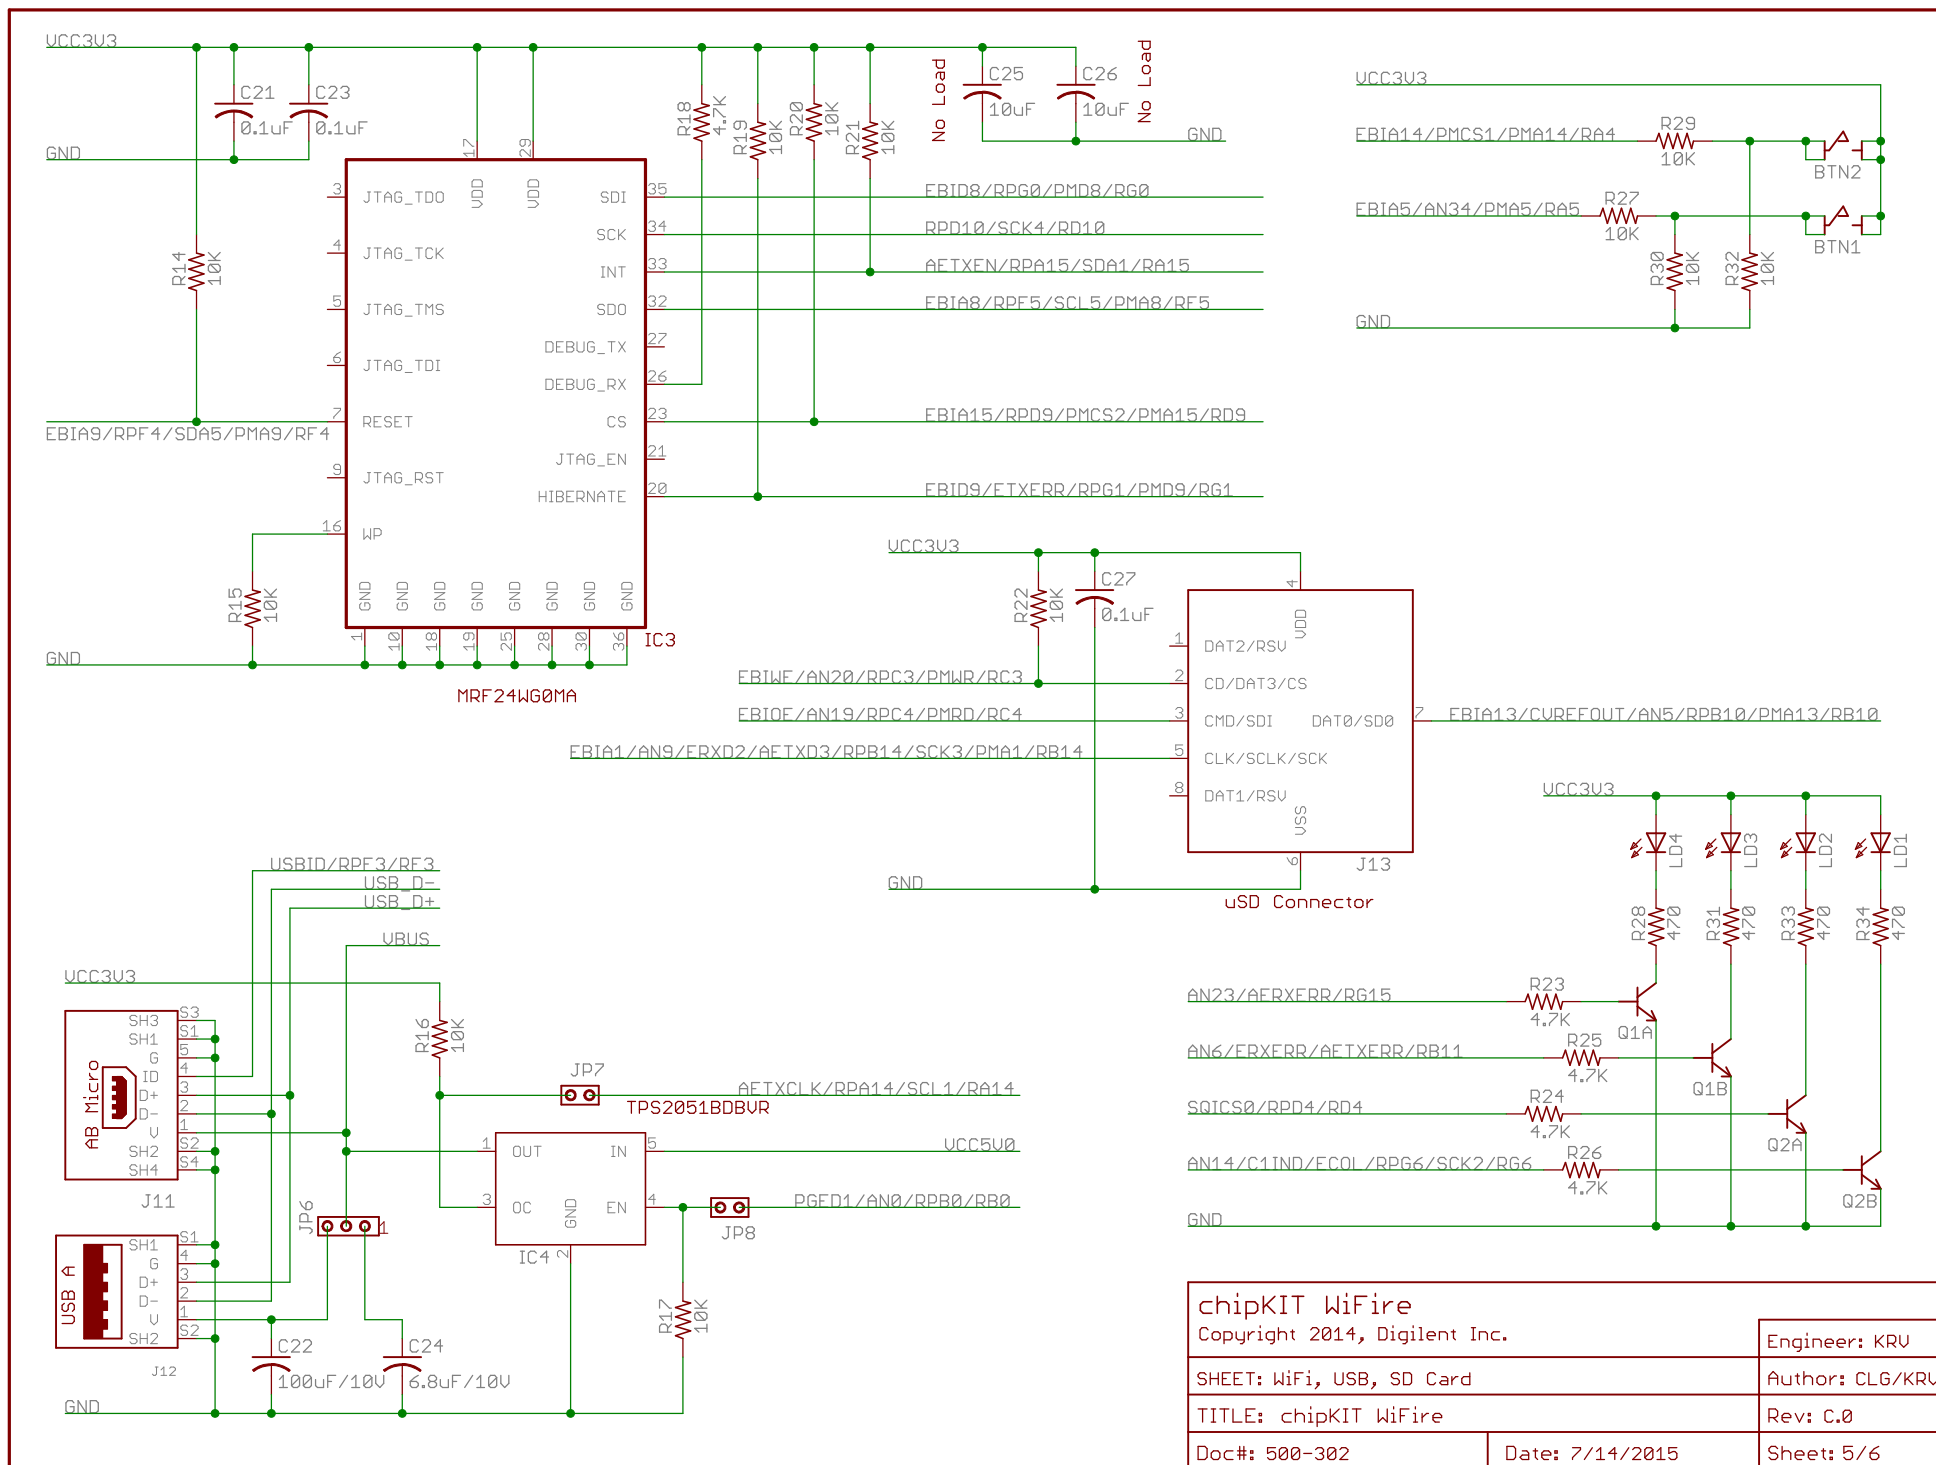 VCC3V3
C21
0.1uF
C23
0.1uF
GND
R14
10K
R18
4.7K
R19
10K
R20
10K
R21
10K
No Load
C25
10uF
C26
10uF
No Load
GND
17
VDD
29
VDD
3 JTAG_TDO
4 JTAG_TCK
5 JTAG_TMS
6 JTAG_TDI
7 RESET
9 JTAG_RST
16 WP
EBIA9/RPF4/SDA5/PMA9/RF4
SDI 35 EBID8/RPG0/PMD8/RG0
SCK 34 RPD10/SCK4/RD10
INT 33 AETXEN/RPA15/SDA1/RA15
SDO 32 EBIA8/RPF5/SCL5/PMA8/RF5
DEBUG_TX 27
DEBUG_RX 26
CS 23 EBIA15/RPD9/PMCS2/PMA15/RD9
JTAG_EN 21
HIBERNATE 20 EBID9/ETXERR/RPG1/PMD9/RG1
R15
10K
GND GND GND GND GND GND GND GND
1 10 18 19 25 28 30 36
IC3
GND
MRF24WG0MA
VCC3V3
EBIA14/PMCS1/PMA14/RA4
R29
10K
BTN2
EBIA5/AN34/PMA5/RA5
R27
10K
BTN1
R30
10K
R32
10K
GND
VCC3V3
R22
10K
C27
0.1uF
4
VDD
1 DAT2/RSV
EBIWE/AN20/RPC3/PMWR/RC3 2 CD/DAT3/CS
EBIOE/AN19/RPC4/PMRD/RC4 3 CMD/SDI
DAT0/SD0 7 EBIA13/CVREFOUT/AN5/RPB10/PMA13/RB10
EBIA1/AN9/ERXD2/AETXD3/RPB14/SCK3/PMA1/RB14 5 CLK/SCLK/SCK
8 DAT1/RSV
VSS
6
J13
GND
uSD Connector
VCC3V3
LD4
LD3
LD2
LD1
R28
470
R31
470
R33
470
R34
470
AN23/AERXERR/RG15
R23
4.7K
Q1A
AN6/ERXERR/AETXERR/RB11
R25
4.7K
Q1B
SQICS0/RPD4/RD4
R24
4.7K
Q2A
AN14/C1IND/ECOL/RPG6/SCK2/RG6
R26
4.7K
Q2B
GND
USBID/RPF3/RF3
USB_D-
USB_D+
VBUS
VCC3V3
AB Micro
SH3 S3
SH1 S1
G 5
ID 4
D+ 3
D- 2
V 1
SH2 S2
SH4 S4
J11
R16
10K
JP7
AETXCLK/RPA14/SCL1/RA14
TPS2051BDBVR
1 OUT
IN 5
VCC5V0
3 OC
GND
EN 4
PGED1/AN0/RPB0/RB0
JP8
IC4
2
JP6
1
R17
10K
USB A
SH1 S1
G 4
D+ 3
D- 2
V 1
SH2 S2
J12
C22
100uF/10V
C24
6.8uF/10V
GND
chipKIT WiFire
Copyright 2014, Digilent Inc.
Engineer: KRV
SHEET: WiFi, USB, SD Card
Author: CLG/KRV
TITLE: chipKIT WiFire
Rev: C.0
Doc#: 500-302
Date: 7/14/2015
Sheet: 5/6